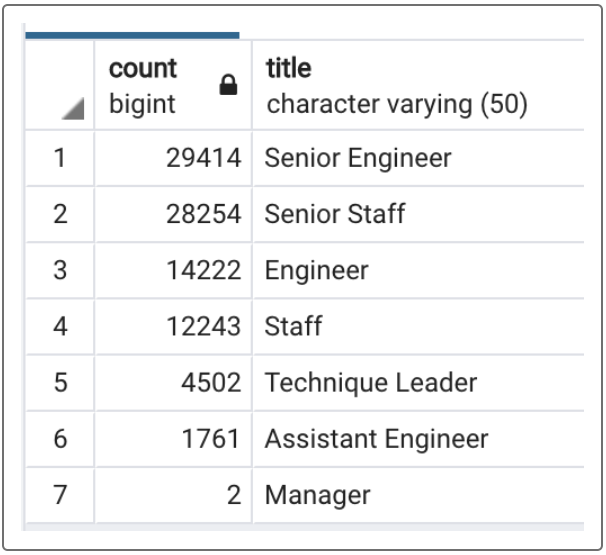 count title
bigint character varying (50)
1 29414 Senior Engineer
2 28254 Senior Staff
3 14222 Engineer
4 12243 Staff
5 4502 Technique Leader
6 1761 Assistant Engineer
7 2 Manager